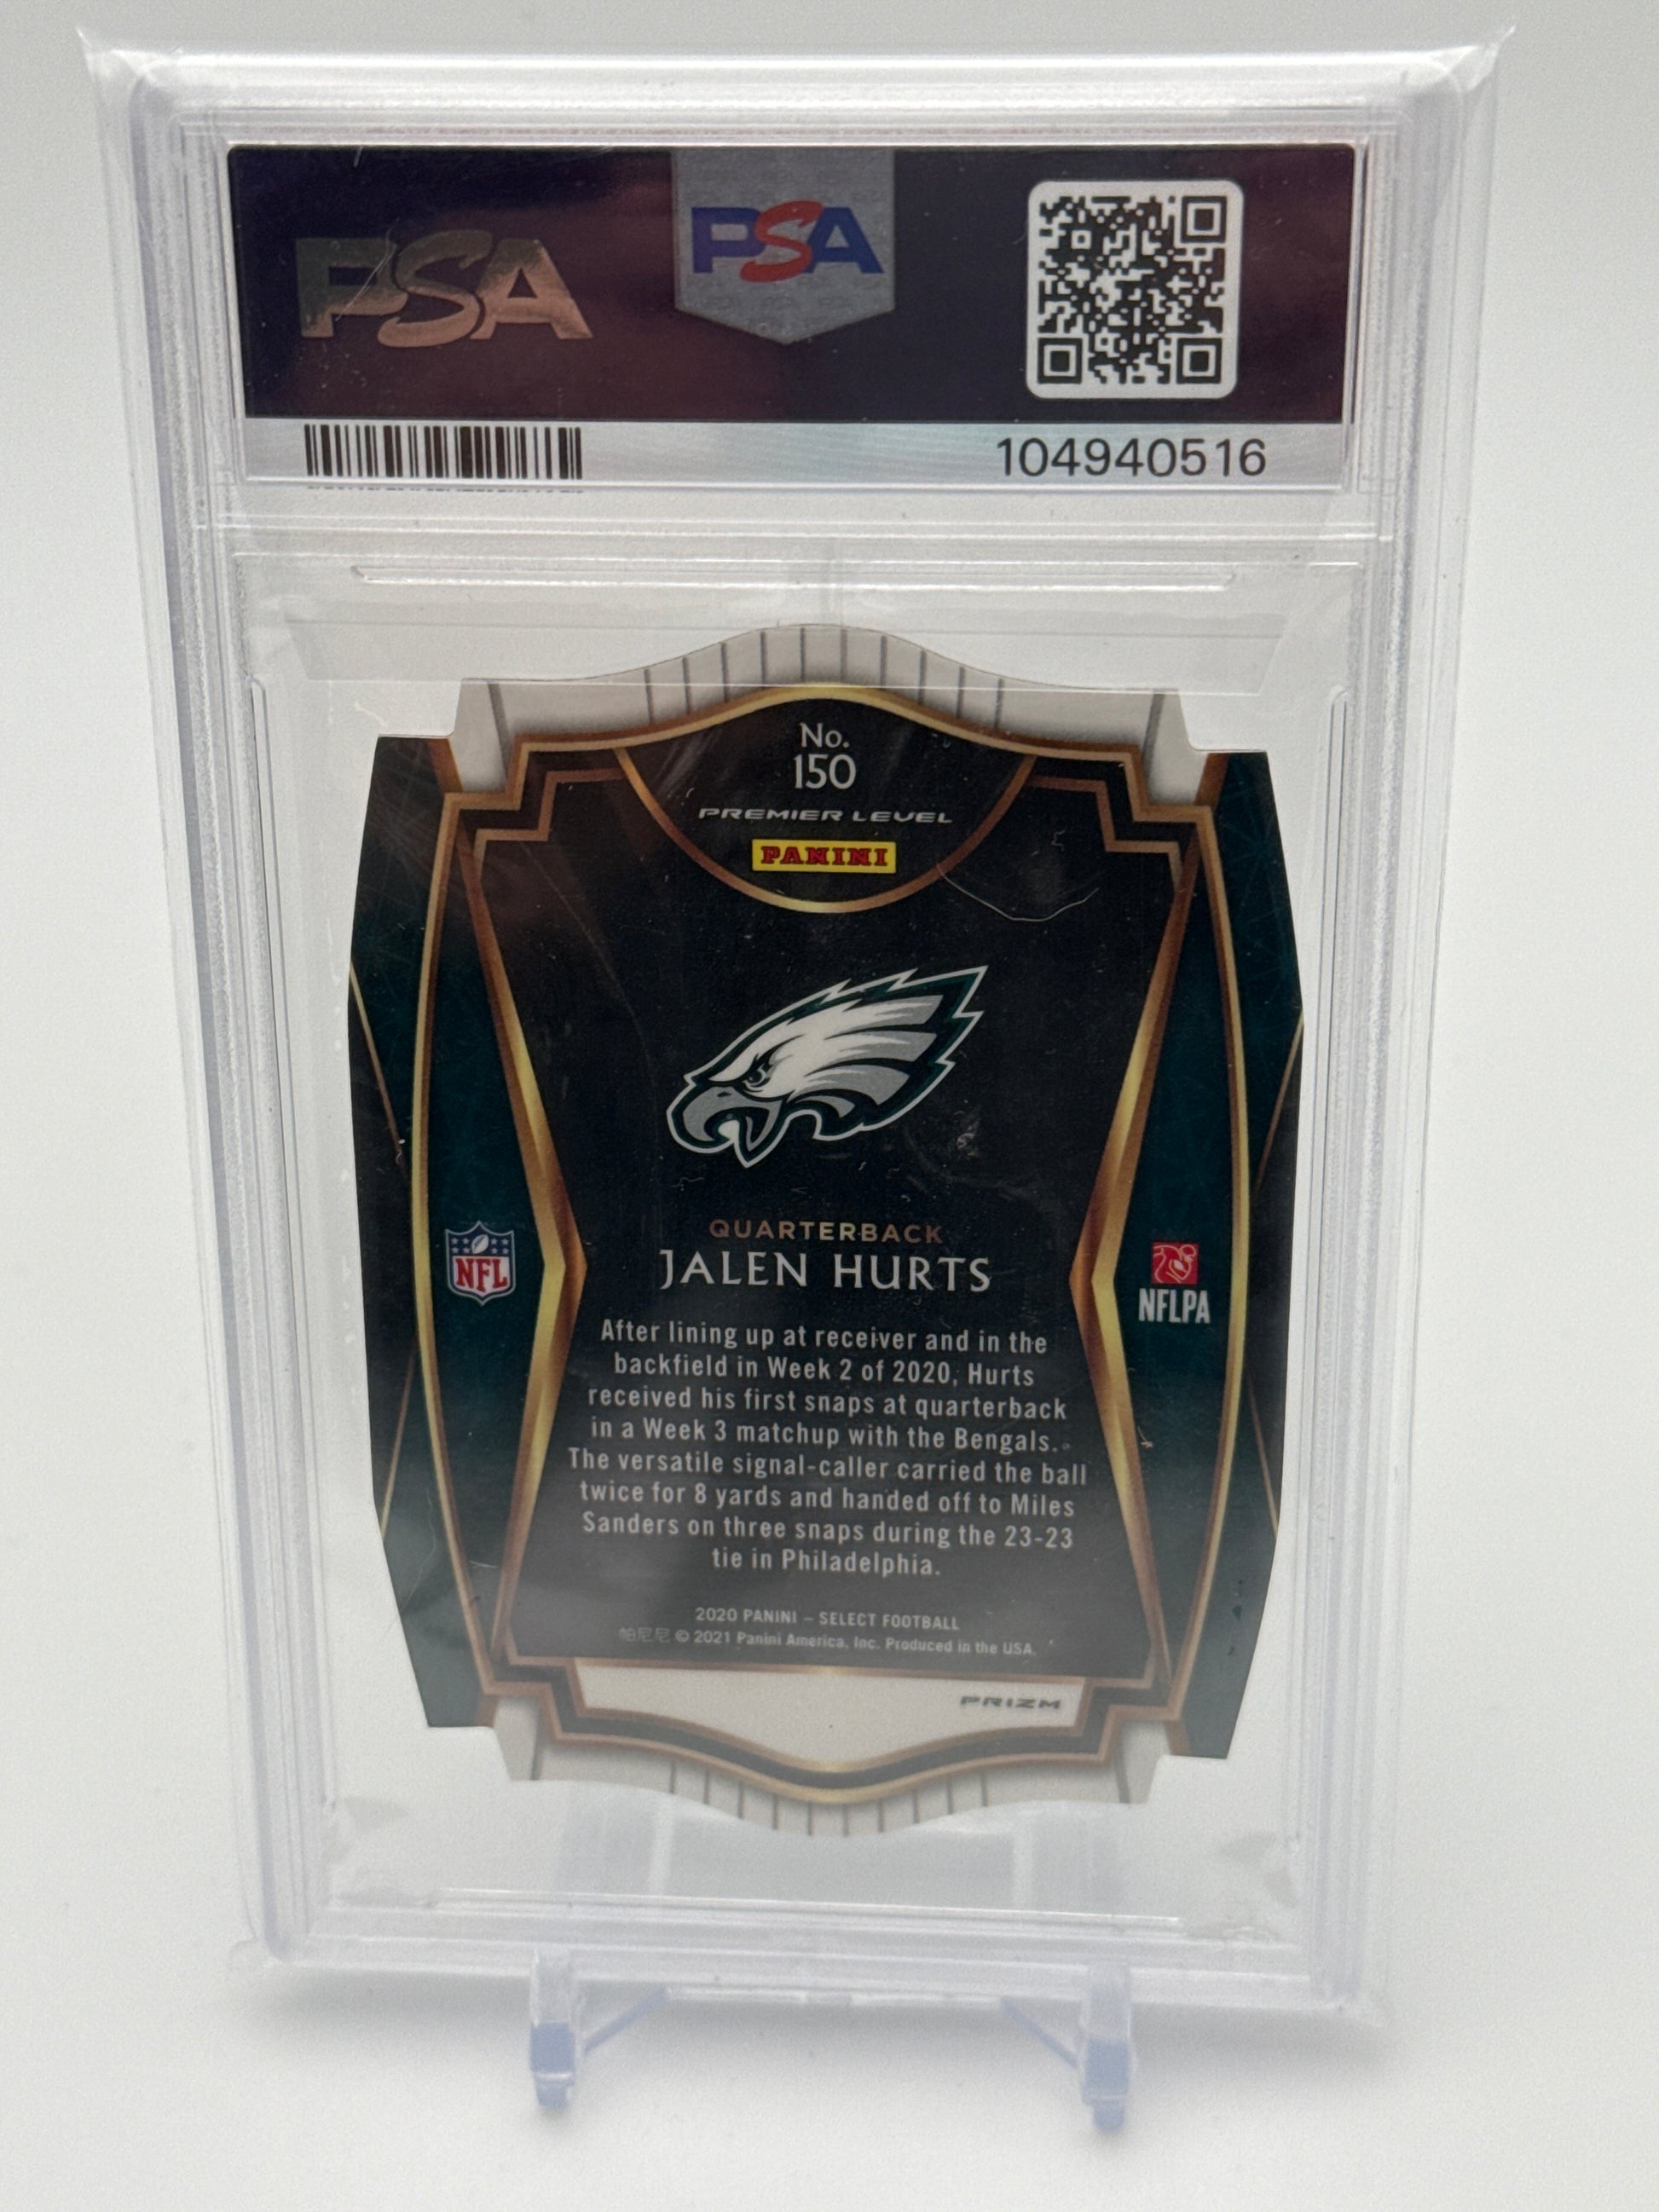 PSA
PSA
104940516
No.
150
PREMIER LEVEL
PANINI
QUARTERBACK
JALEN HURTS
NFL
NFLPA
After lining up at receiver and in the
backfield in Week 2 of 2020, Hurts
received his first snaps at quarterback
in a Week 3 matchup with the Bengals.
The versatile signal-caller carried the ball
twice for 8 yards and handed off to Miles
Sanders on three snaps during the 23-23
tie in Philadelphia.
2020 PANINI – SELECT FOOTBALL
帕尼尼 © 2021 Panini America, Inc. Produced in the USA.
PRIZM